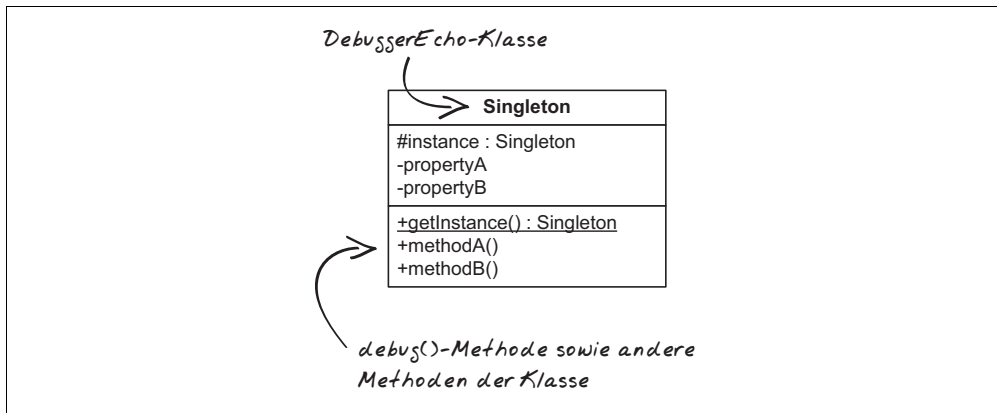 DebuggerEcho-Klasse
Singleton
#instance : Singleton
-propertyA
-propertyB
+getInstance() : Singleton
+methodA()
+methodB()
debug()-Methode sowie andere
Methoden der Klasse